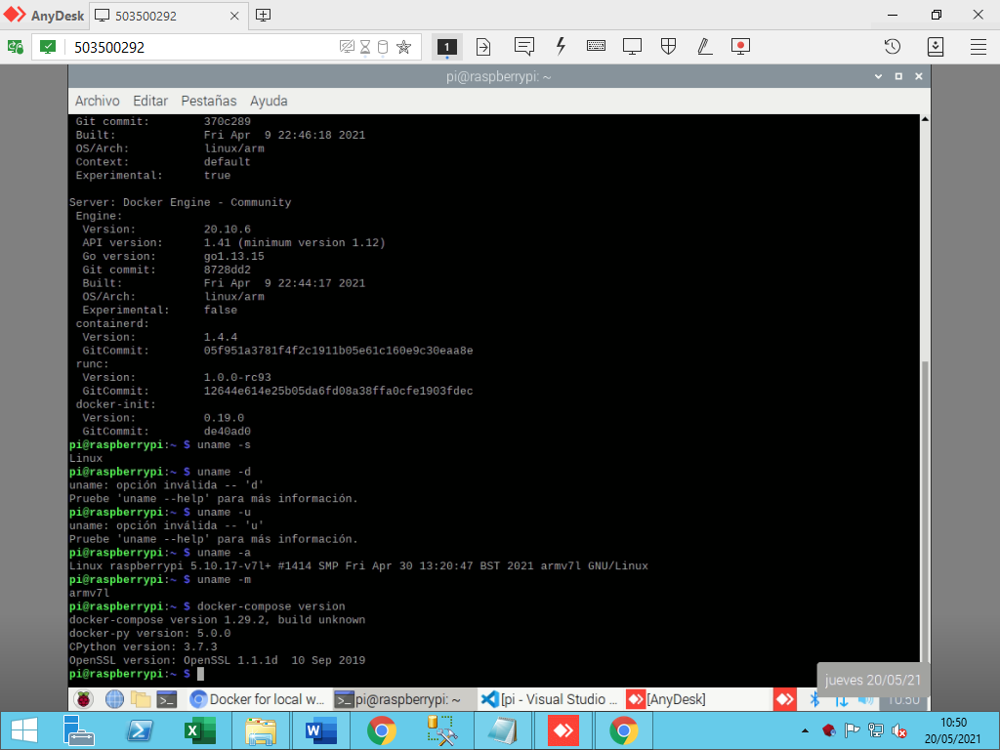 AnyDesk
503500292
503500292
1
pi@raspberrypi: ~
Archivo Editar Pestañas Ayuda
Git commit: 370c289
Built: Fri Apr  9 22:46:18 2021
OS/Arch: linux/arm
Context: default
Experimental: true
Server: Docker Engine - Community
Engine:
Version: 20.10.6
API version: 1.41 (minimum version 1.12)
Go version: go1.13.15
Git commit: 8728dd2
Built: Fri Apr  9 22:44:17 2021
OS/Arch: linux/arm
Experimental: false
containerd:
Version: 1.4.4
GitCommit: 05f951a3781f4f2c1911b05e61c160e9c30eaa8e
runc:
Version: 1.0.0-rc93
GitCommit: 12644e614e25b05da6fd08a38ffa0cfe1903fdec
docker-init:
Version: 0.19.0
GitCommit: de40ad0
pi@raspberrypi:~ $ uname -s
Linux
pi@raspberrypi:~ $ uname -d
uname: opción inválida -- 'd'
Pruebe 'uname --help' para más información.
pi@raspberrypi:~ $ uname -u
uname: opción inválida -- 'u'
Pruebe 'uname --help' para más información.
pi@raspberrypi:~ $ uname -a
Linux raspberrypi 5.10.17-v7l+ #1414 SMP Fri Apr 30 13:20:47 BST 2021 armv7l GNU/Linux
pi@raspberrypi:~ $ uname -m
armv7l
pi@raspberrypi:~ $ docker-compose version
docker-compose version 1.29.2, build unknown
docker-py version: 5.0.0
CPython version: 3.7.3
OpenSSL version: OpenSSL 1.1.1d  10 Sep 2019
pi@raspberrypi:~ $
jueves 20/05/21
Docker for local w... pi@raspberrypi: ~ [pi - Visual Studio ... [AnyDesk] 10:50
10:50
20/05/2021